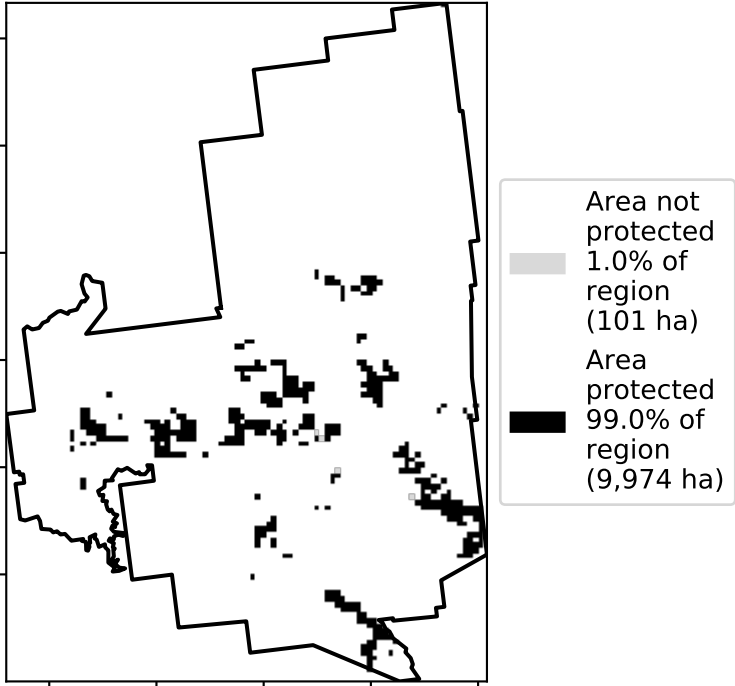 Area not
protected
1.0% of
region
(101 ha)
Area
protected
99.0% of
region
(9,974 ha)